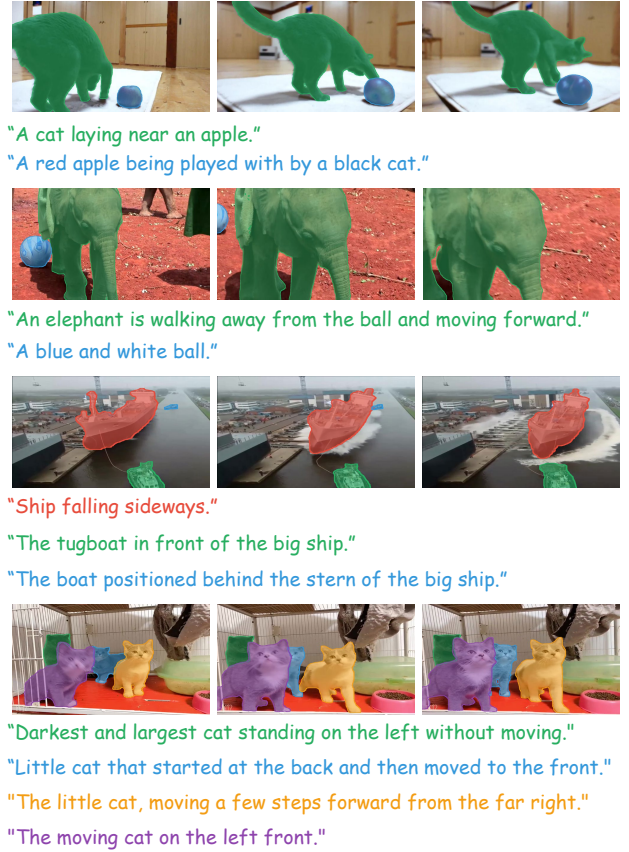 “A cat laying near an apple.”
“A red apple being played with by a black cat.”
“An elephant is walking away from the ball and moving forward.”
“A blue and white ball.”
“Ship falling sideways.”
“The tugboat in front of the big ship.”
“The boat positioned behind the stern of the big ship.”
“Darkest and largest cat standing on the left without moving."
“Little cat that started at the back and then moved to the front."
"The little cat, moving a few steps forward from the far right."
"The moving cat on the left front."